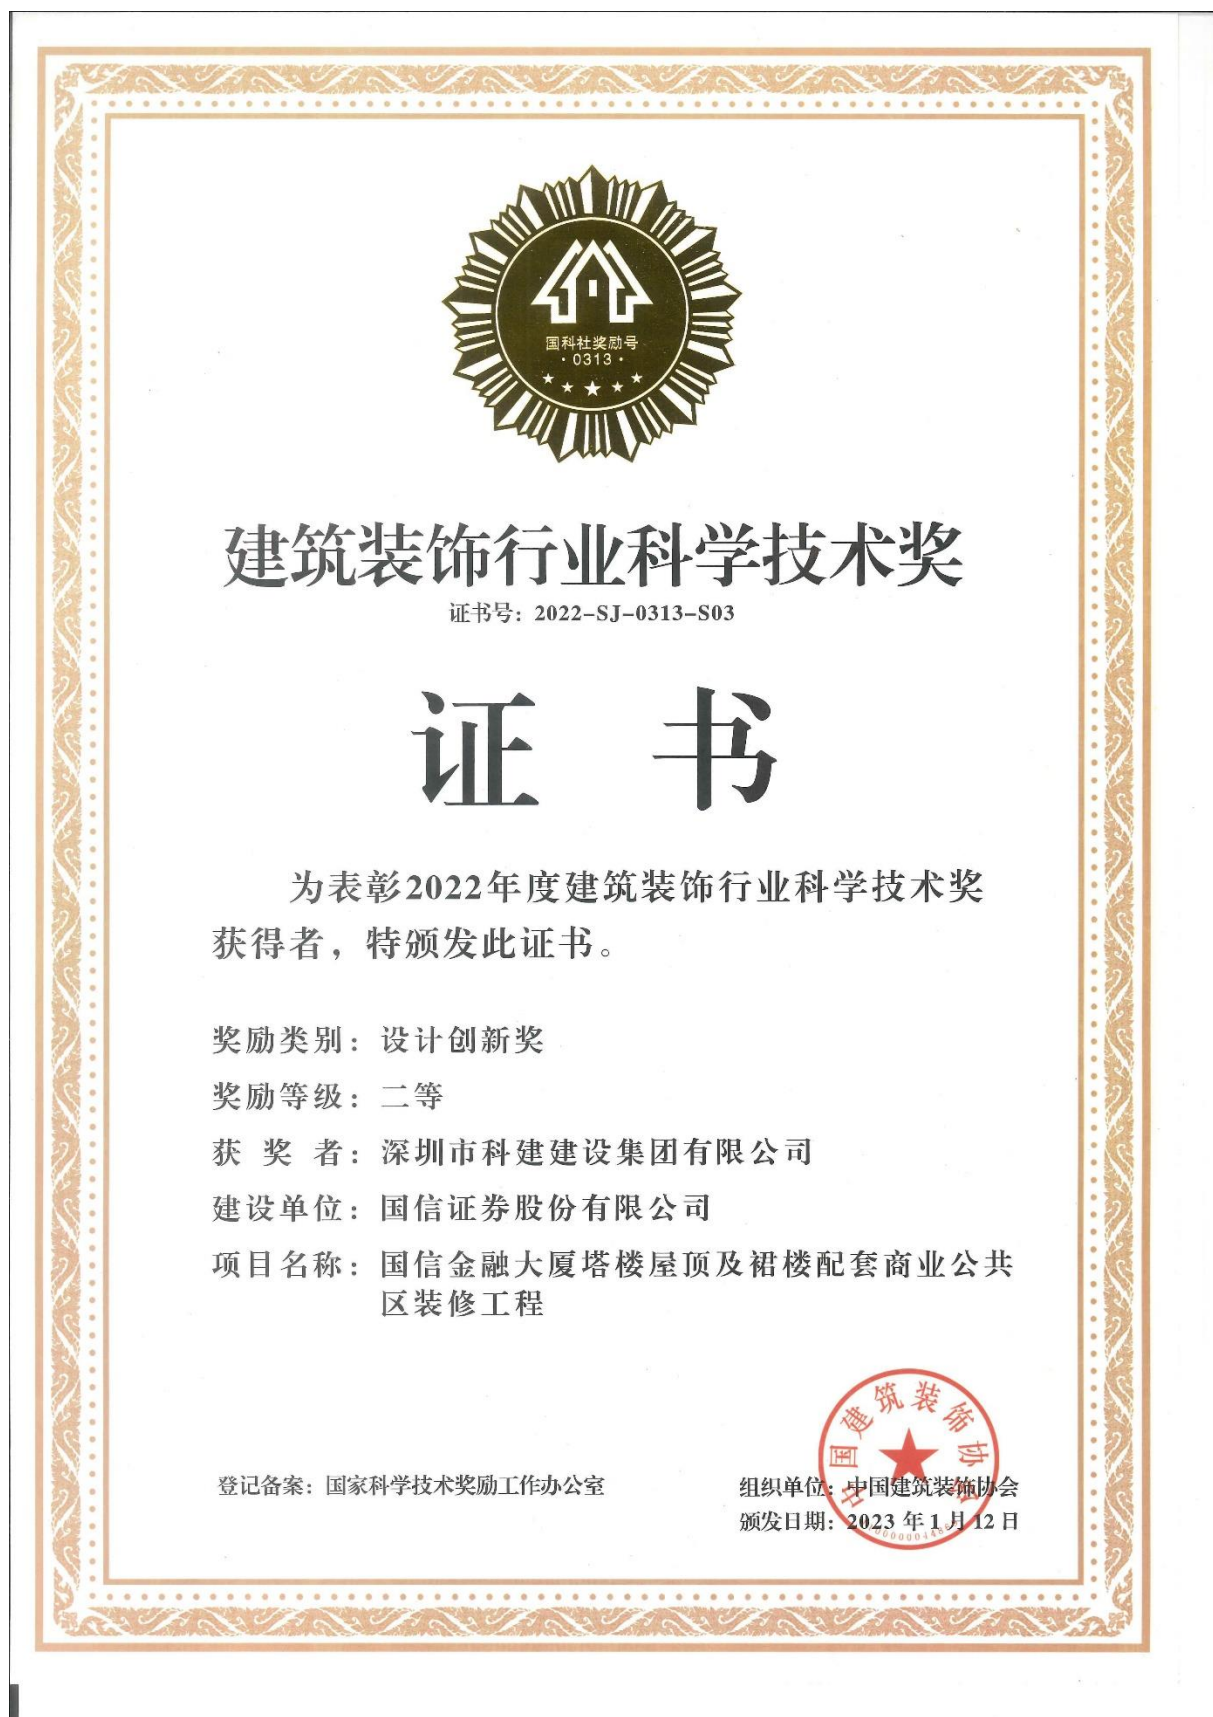 国科社奖励号
·0313·
建筑装饰行业科学技术奖
证书号：2022-SJ-0313-S03
证 书
为表彰2022年度建筑装饰行业科学技术奖
获得者，特颁发此证书。
奖励类别：设计创新奖
奖励等级：二等
获 奖 者：深圳市科建建设集团有限公司
建设单位：国信证券股份有限公司
项目名称：国信金融大厦塔楼屋顶及裙楼配套商业公共
区装修工程
中国建筑装饰协会
登记备案：国家科学技术奖励工作办公室
组织单位：中国建筑装饰协会
颁发日期：2023 年 1 月 12 日